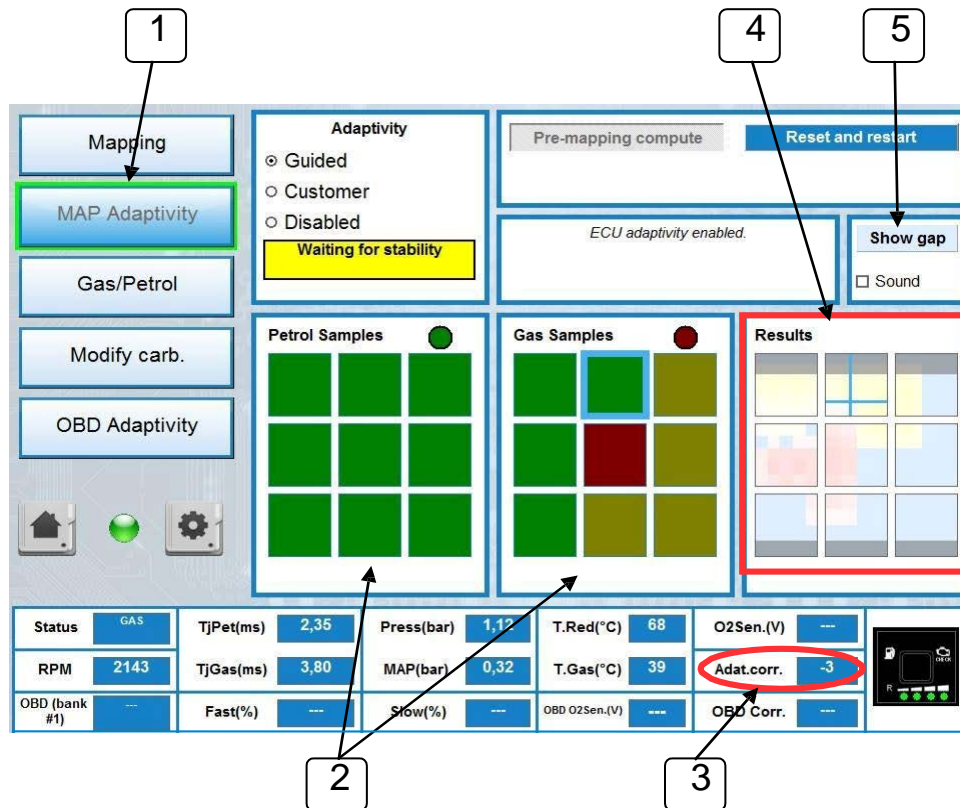 1
4
5
Mapping
MAP Adaptivity
Gas/Petrol
Modify carb.
OBD Adaptivity
Adaptivity
Guided
Customer
Disabled
Waiting for stability
Pre-mapping compute
Reset and restart
ECU adaptivity enabled.
Show gap
Sound
Petrol Samples
Gas Samples
Results
Status GAS TjPet(ms) 2,35 Press(bar) 1,12 T.Red(°C) 68 O2Sen.(V) ---
RPM 2143 TjGas(ms) 3,80 MAP(bar) 0,32 T.Gas(°C) 39 Adat.corr. -3
OBD (bank #1) --- Fast(%) --- Slow(%) --- OBD O2Sen.(V) --- OBD Corr. ---
CHECK
R
2
3